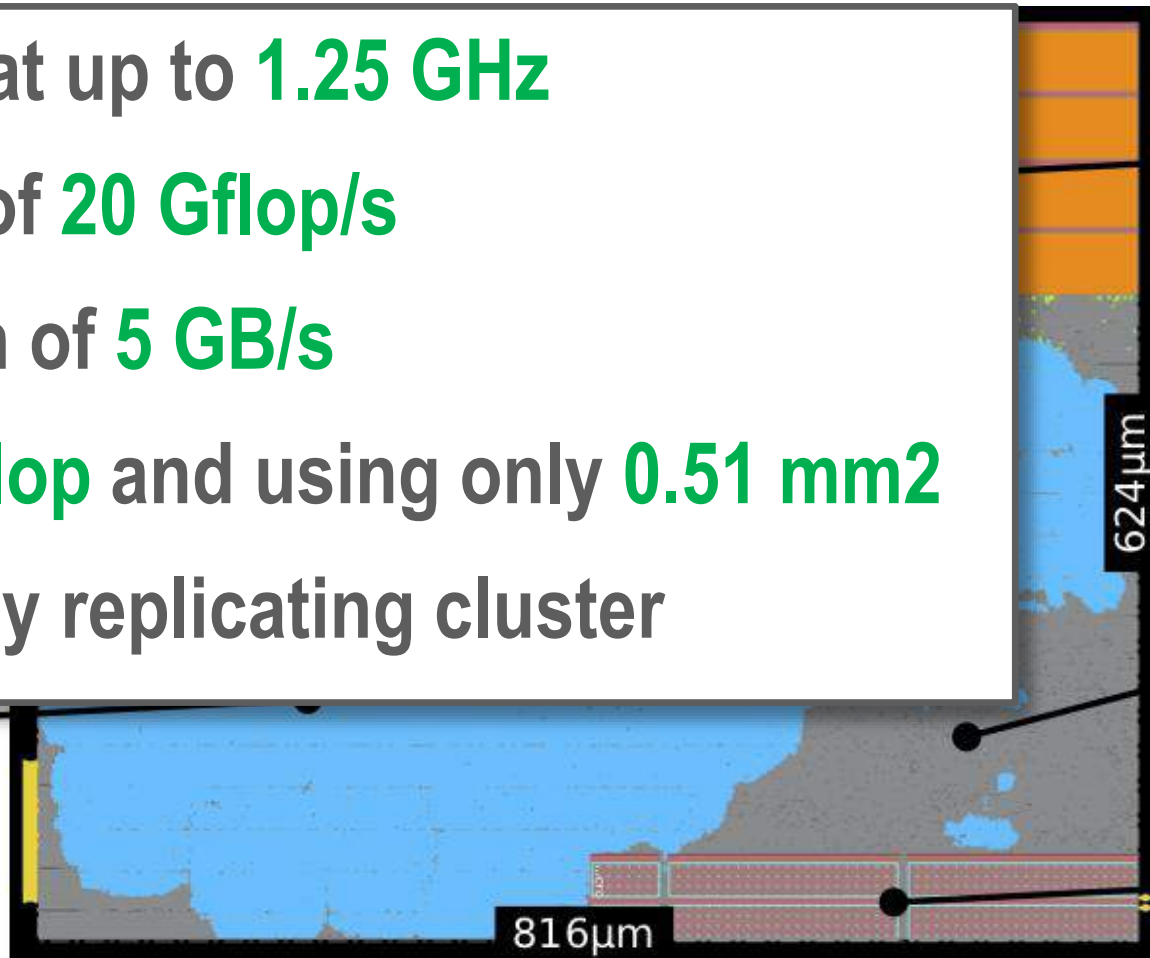 at up to 1.25 GHz
of 20 Gflop/s
of 5 GB/s
and using only 0.51 mm2
replicating cluster
624µm
816µm